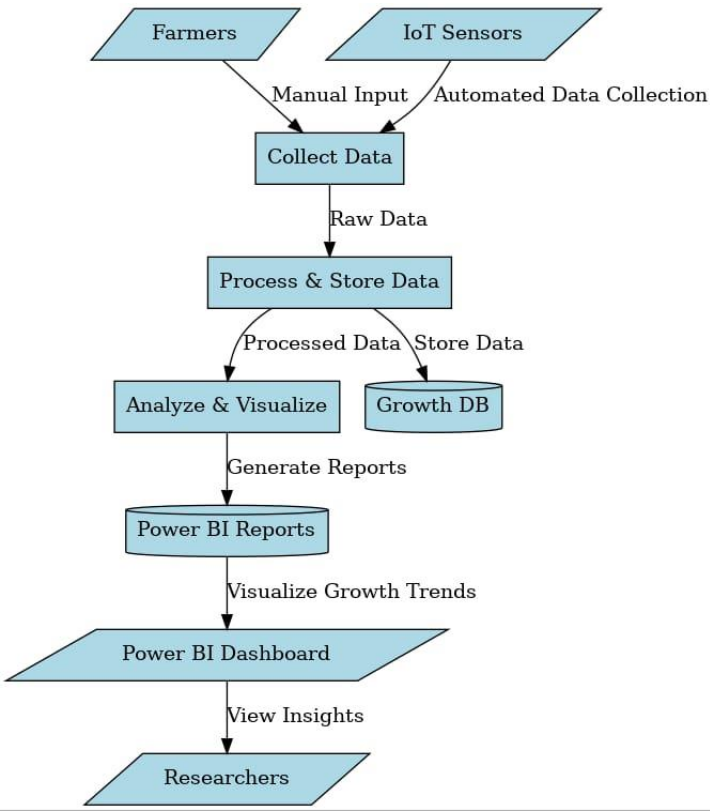 Farmers
IoT Sensors
Manual Input
Automated Data Collection
Collect Data
Raw Data
Process & Store Data
Processed Data
Store Data
Analyze & Visualize
Growth DB
Generate Reports
Power BI Reports
Visualize Growth Trends
Power BI Dashboard
View Insights
Researchers